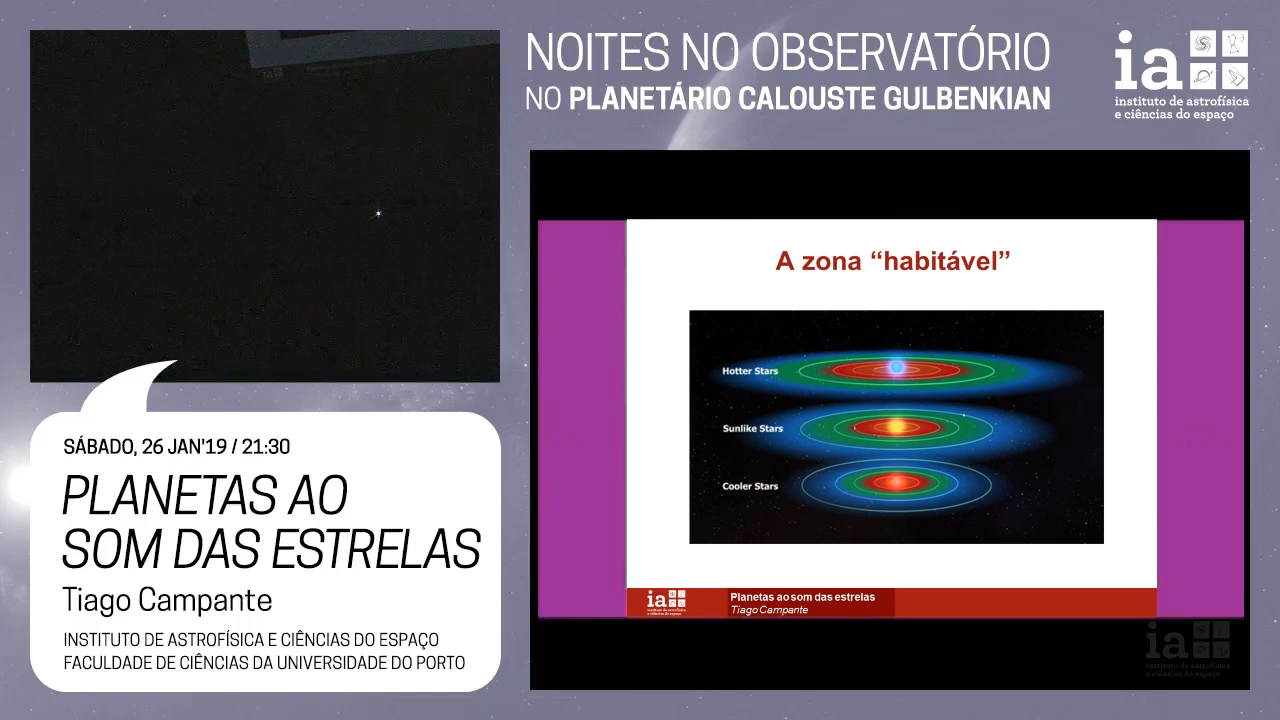 NOITES NO OBSERVATÓRIO
NO PLANETÁRIO CALOUSTE GULBENKIAN
ia
instituto de astrofísica
e ciências do espaço
A zona “habitável”
Hotter Stars
Sunlike Stars
Cooler Stars
ia
Planetas ao som das estrelas
Tiago Campante
ia
instituto de astrofísica
e ciências do espaço
SÁBADO, 26 JAN'19 / 21:30
PLANETAS AO
SOM DAS ESTRELAS
Tiago Campante
INSTITUTO DE ASTROFÍSICA E CIÊNCIAS DO ESPAÇO
FACULDADE DE CIÊNCIAS DA UNIVERSIDADE DO PORTO